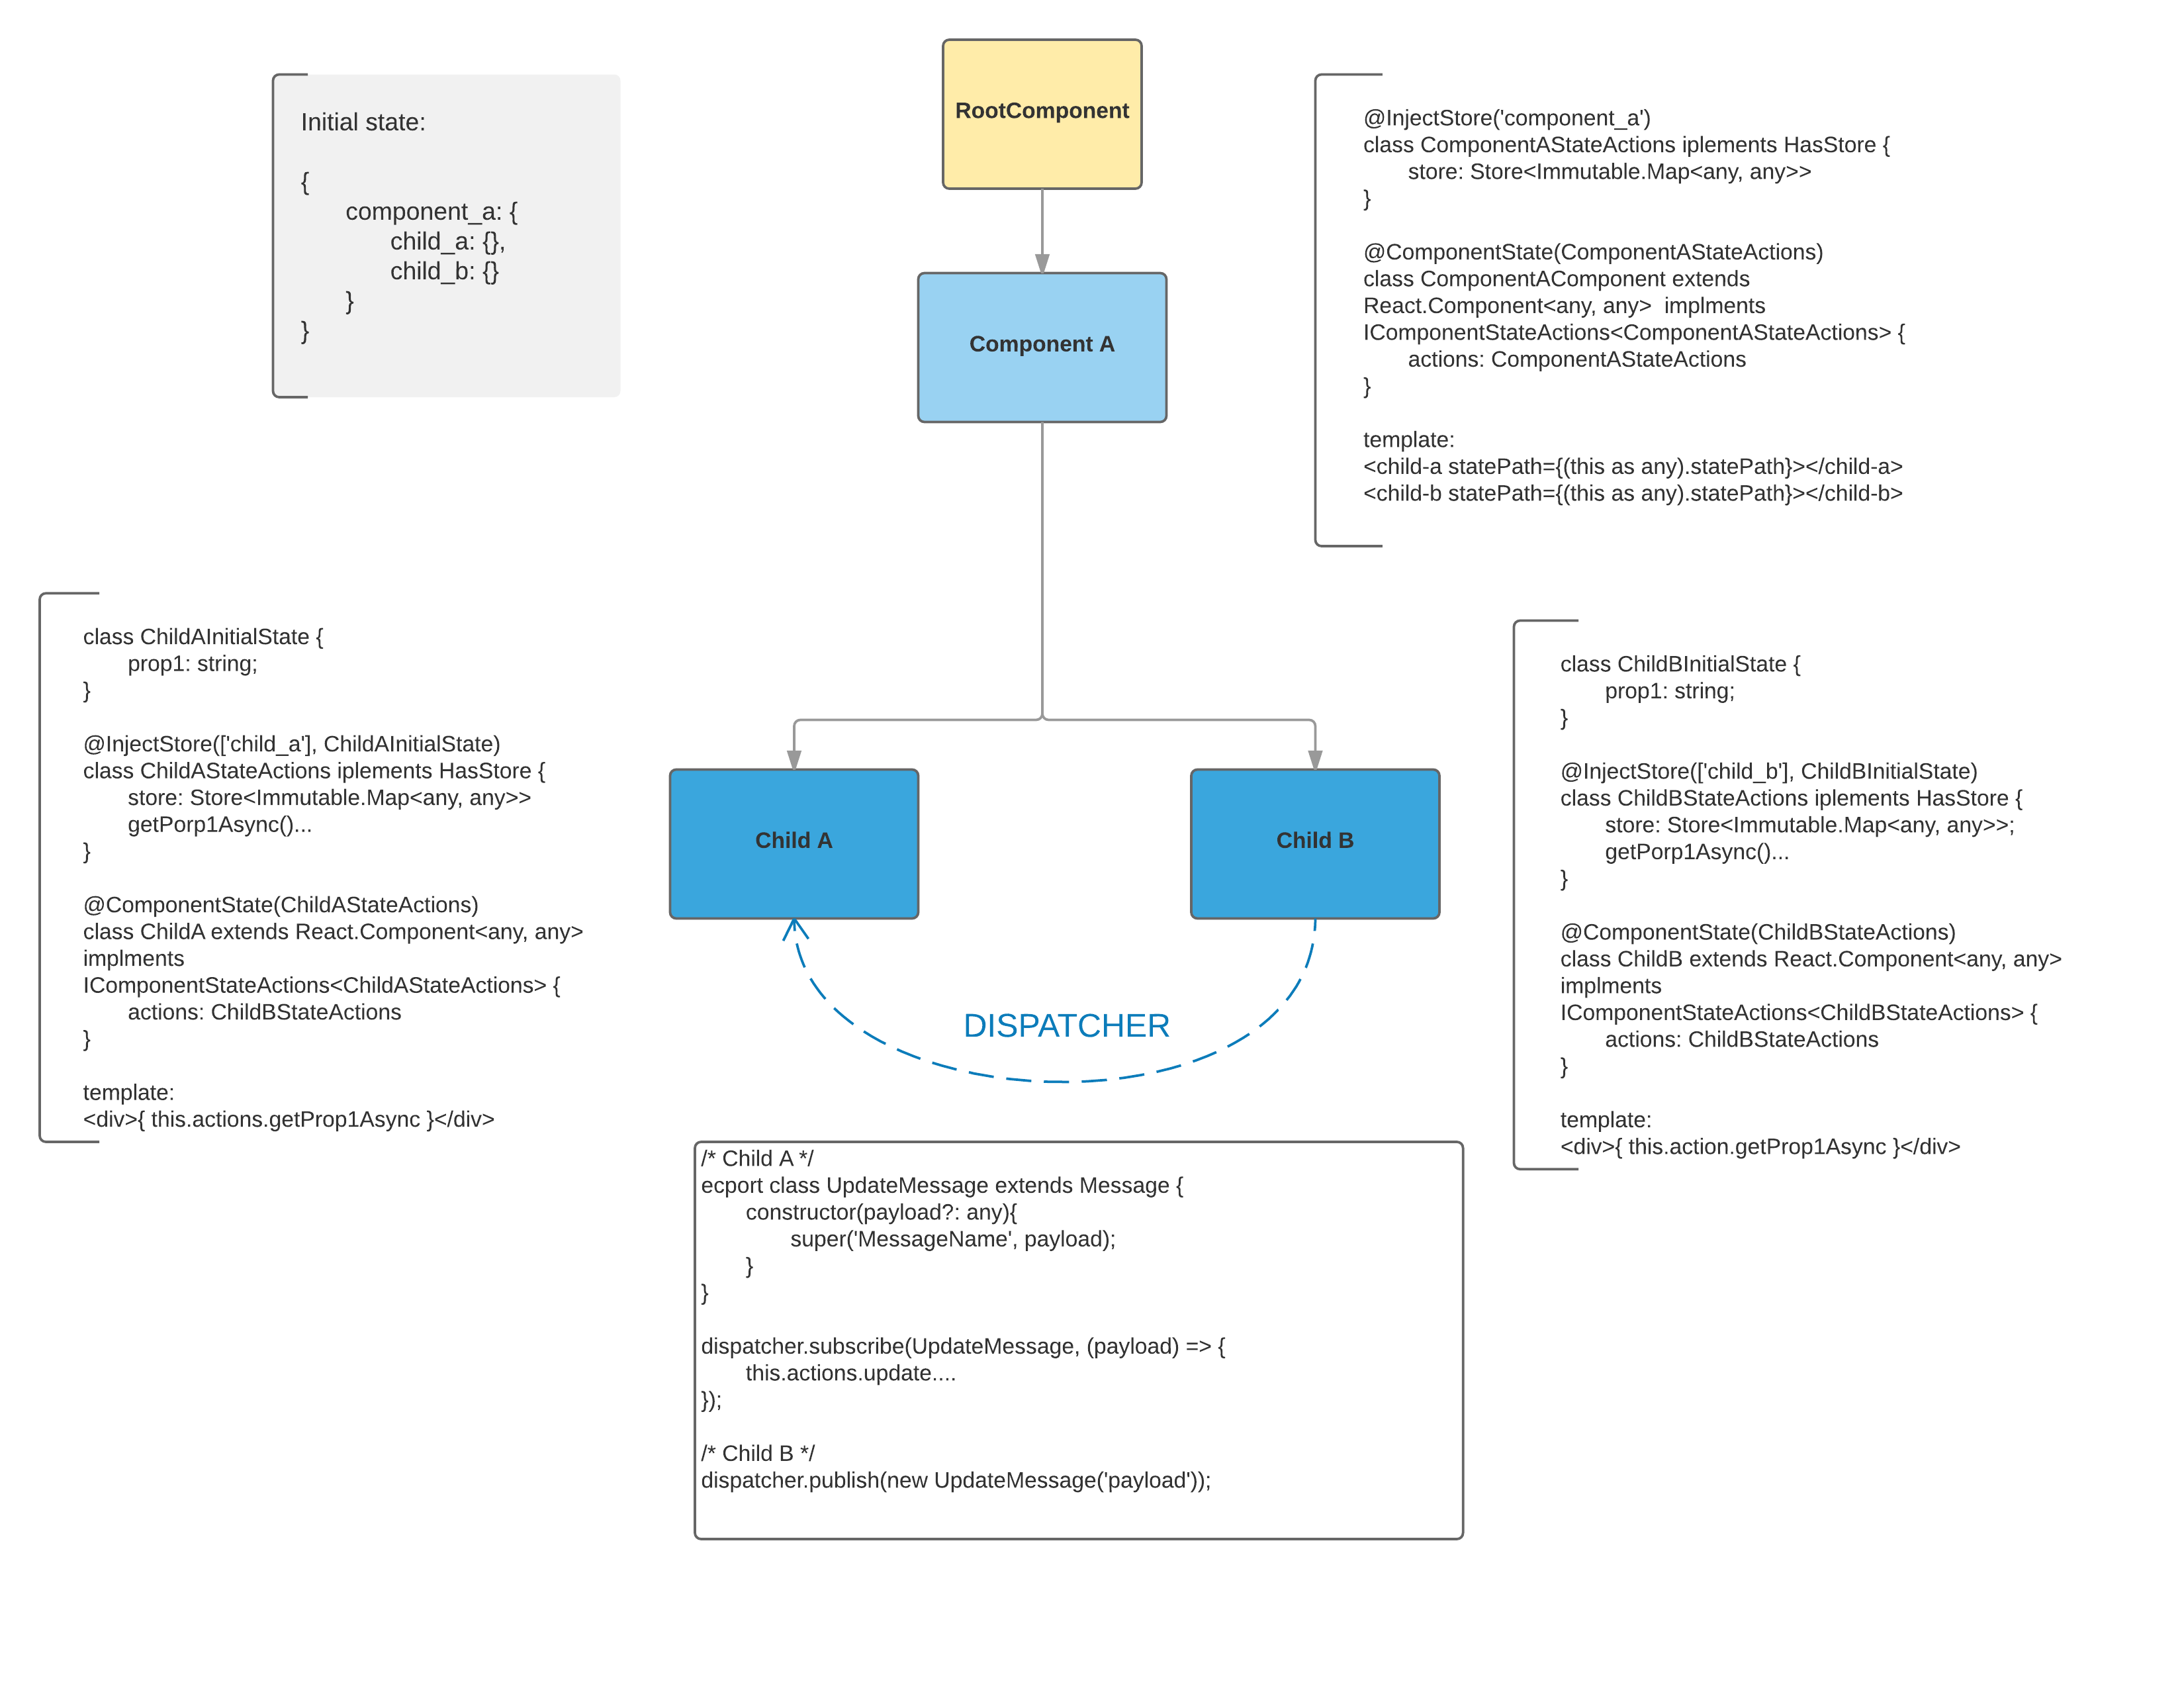 RootComponent
Initial state:
{
component_a: {
child_a: {},
child_b: {}
}
}
@InjectStore('component_a')
class ComponentAStateActions iplements HasStore {
store: Store<Immutable.Map<any, any>>
}
@ComponentState(ComponentAStateActions)
class ComponentAComponent extends
React.Component<any, any>  implments
IComponentStateActions<ComponentAStateActions> {
actions: ComponentAStateActions
}
template:
<child-a statePath={(this as any).statePath}></child-a>
<child-b statePath={(this as any).statePath}></child-b>
Component A
class ChildAInitialState {
prop1: string;
}
@InjectStore(['child_a'], ChildAInitialState)
class ChildAStateActions iplements HasStore {
store: Store<Immutable.Map<any, any>>
getPorp1Async()...
}
@ComponentState(ChildAStateActions)
class ChildA extends React.Component<any, any>
implments
IComponentStateActions<ChildAStateActions> {
actions: ChildBStateActions
}
template:
<div>{ this.actions.getProp1Async }</div>
Child A
Child B
class ChildBInitialState {
prop1: string;
}
@InjectStore(['child_b'], ChildBInitialState)
class ChildBStateActions iplements HasStore {
store: Store<Immutable.Map<any, any>>;
getPorp1Async()...
}
@ComponentState(ChildBStateActions)
class ChildB extends React.Component<any, any>
implments
IComponentStateActions<ChildBStateActions> {
actions: ChildBStateActions
}
template:
<div>{ this.action.getProp1Async }</div>
DISPATCHER
/* Child A */
ecport class UpdateMessage extends Message {
constructor(payload?: any){
super('MessageName', payload);
}
}
dispatcher.subscribe(UpdateMessage, (payload) => {
this.actions.update....
});
/* Child B */
dispatcher.publish(new UpdateMessage('payload'));